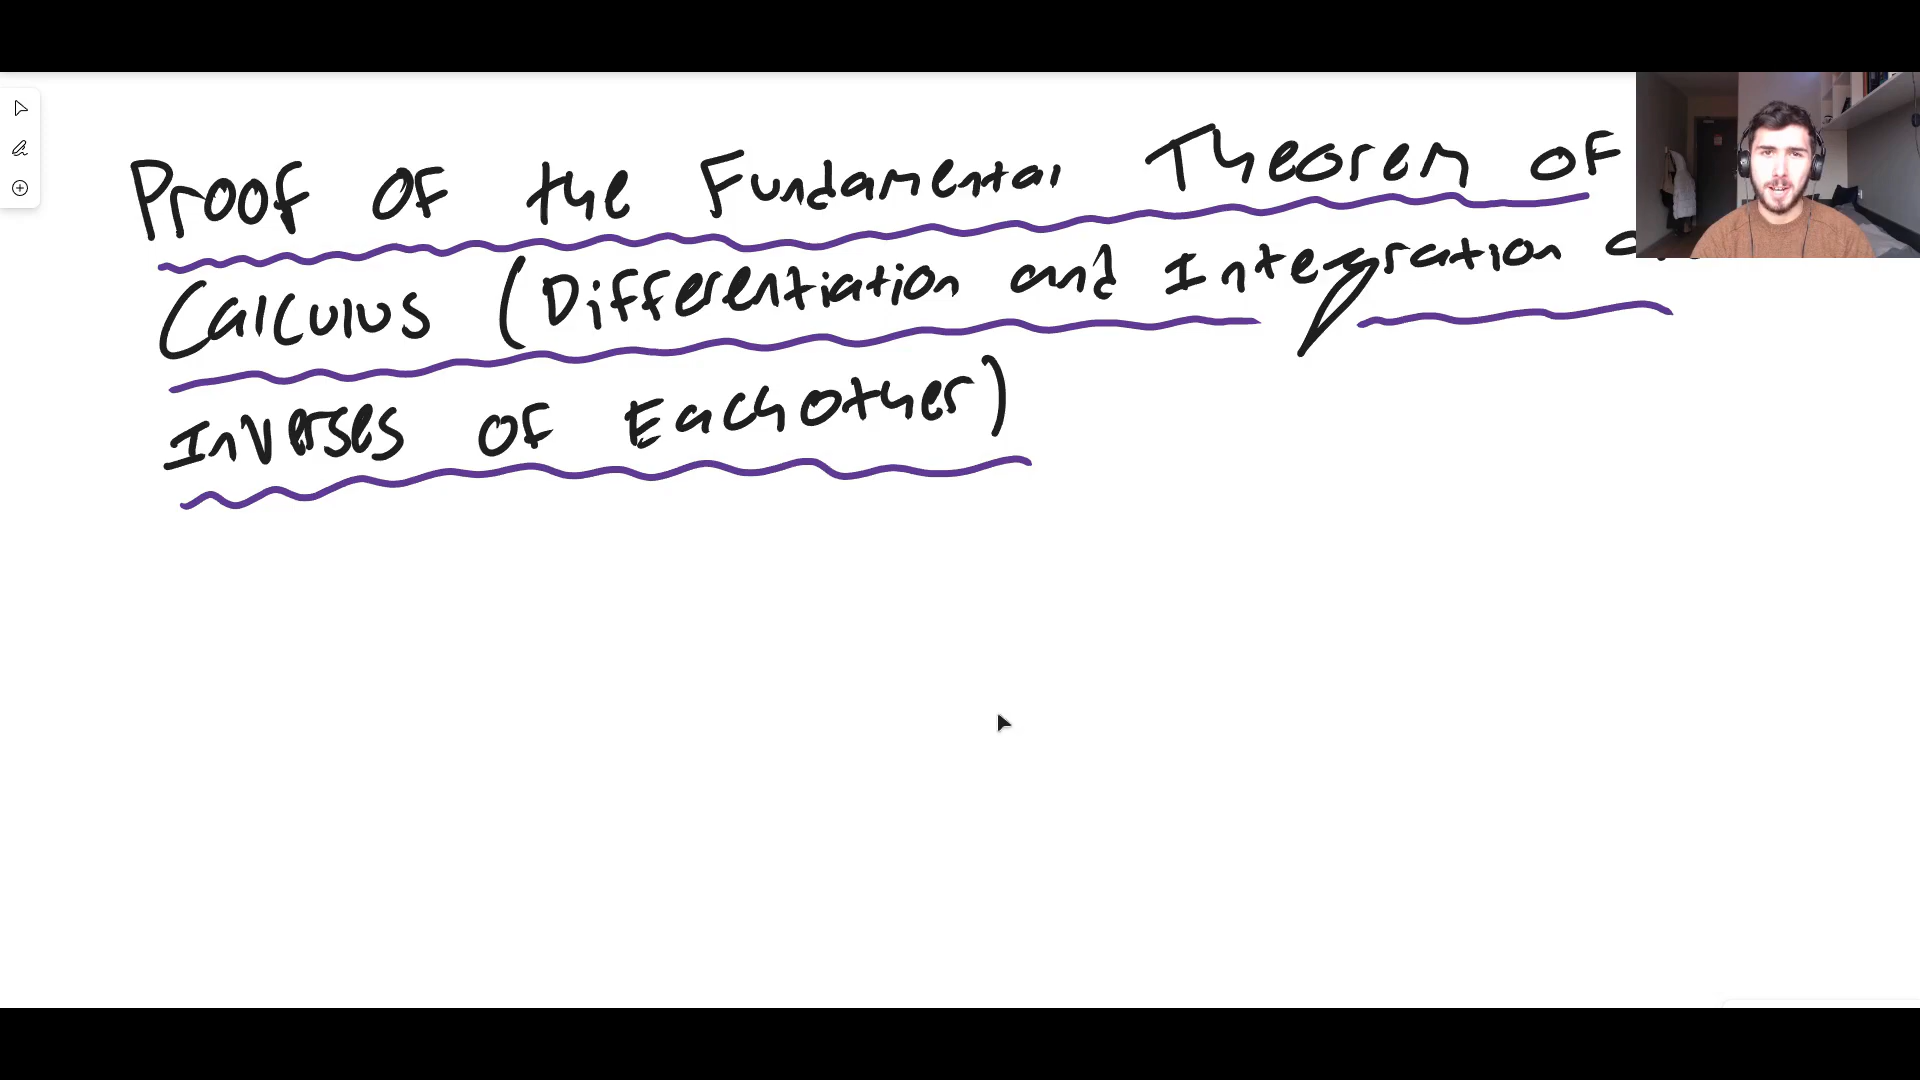 Proof of the Fundamental Theorem of
Calculus (Differentiation and Integration
Inverses of Eachother)